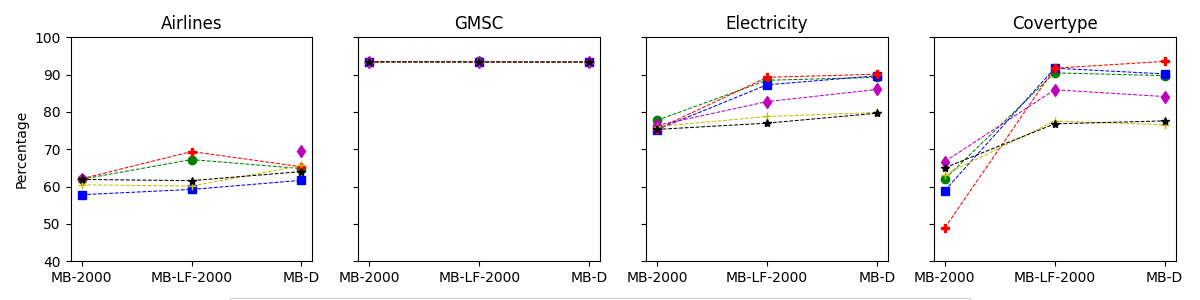 Airlines
GMSC
Electricity
Covertype
Percentage
100
90
80
70
60
50
40
MB-2000
MB-LF-2000
MB-D
MB-2000
MB-LF-2000
MB-D
MB-2000
MB-LF-2000
MB-D
MB-2000
MB-LF-2000
MB-D